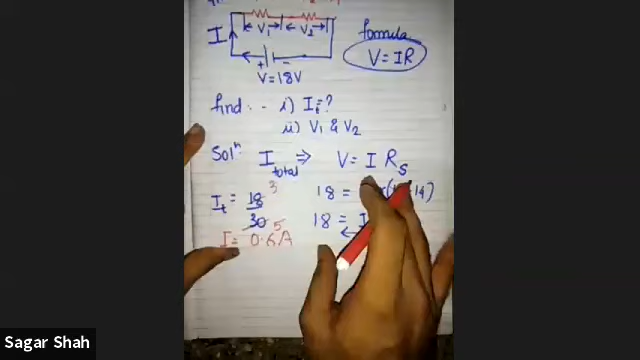 I V₁ V₂
+ -
V=18V
formula
V=IR
find ... i) Iₜ=?
ii) V₁ & V₂
Solⁿ I total ⇒ V = I Rs
Iₜ = 18/30 3 5
I = 0.6A
18 = 14)
18 = I
Sagar Shah